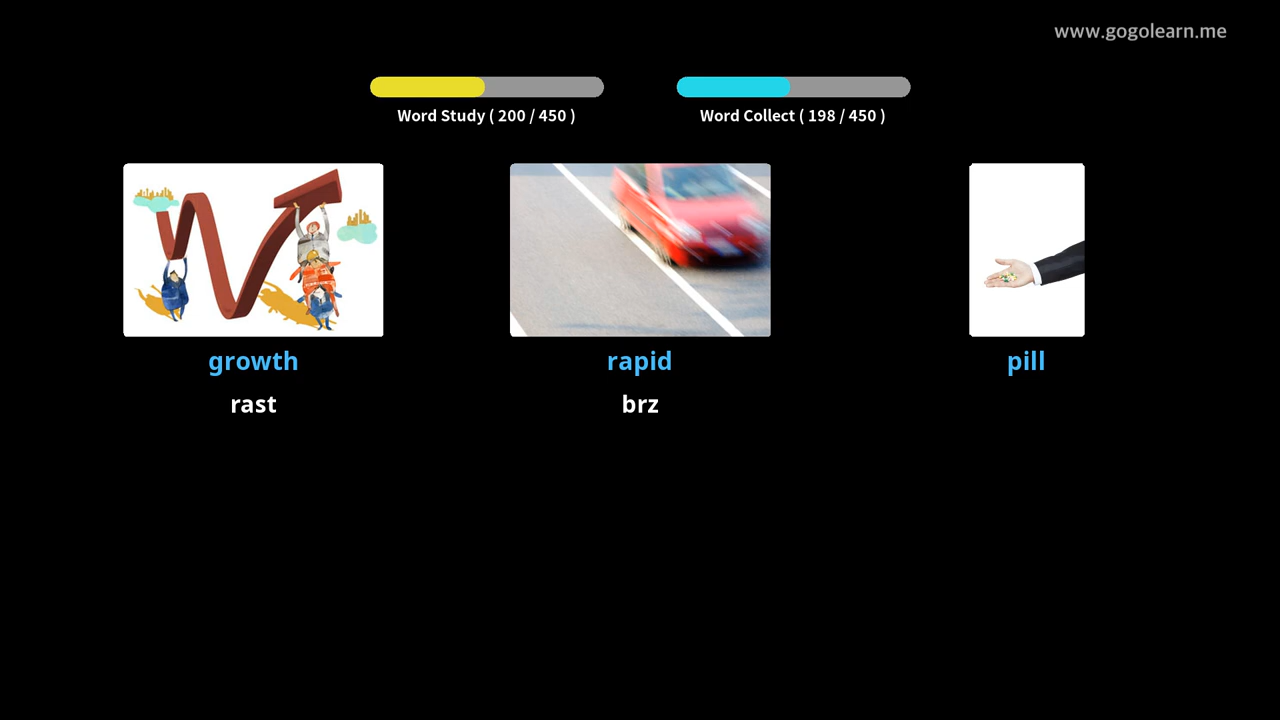 www.gogolearn.me
Word Study ( 200 / 450 )
Word Collect ( 198 / 450 )
growth
rapid
pill
rast
brz